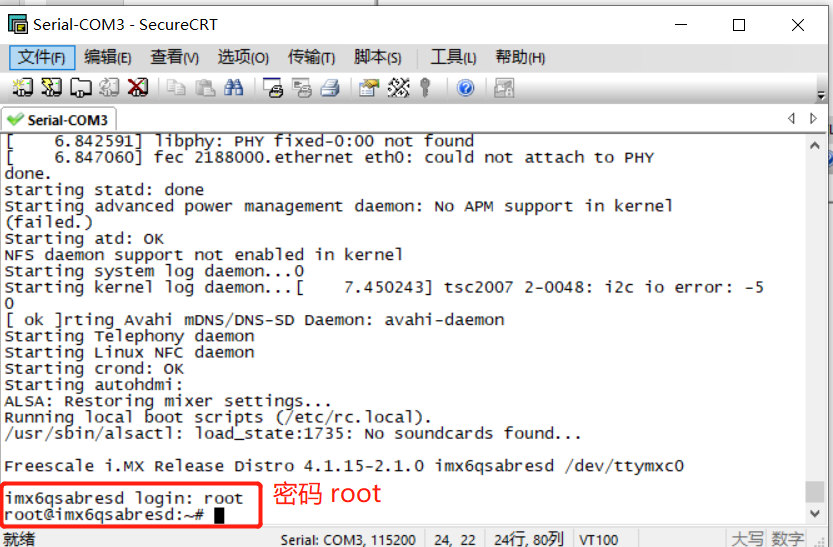 Serial-COM3 - SecureCRT
文件(F) 编辑(E) 查看(V) 选项(O) 传输(T) 脚本(S) 工具(L) 帮助(H)
Serial-COM3
[    6.842591] libphy: PHY fixed-0:00 not found
[    6.847060] fec 2188000.ethernet eth0: could not attach to PHY
done.
starting statd: done
Starting advanced power management daemon: No APM support in kernel
(failed.)
Starting atd: OK
NFS daemon support not enabled in kernel
Starting system log daemon...0
Starting kernel log daemon...[    7.450243] tsc2007 2-0048: i2c io error: -5
0
[ ok ]rting Avahi mDNS/DNS-SD Daemon: avahi-daemon
Starting Telephony daemon
Starting Linux NFC daemon
Starting crond: OK
Starting autohdmi:
ALSA: Restoring mixer settings...
Running local boot scripts (/etc/rc.local).
/usr/sbin/alsactl: load_state:1735: No soundcards found...
Freescale i.MX Release Distro 4.1.15-2.1.0 imx6qsabresd /dev/ttymxc0
imx6qsabresd login: root
密码 root
root@imx6qsabresd:~#
就绪 Serial: COM3, 115200 24, 22 24行, 80列 VT100 大写 数字